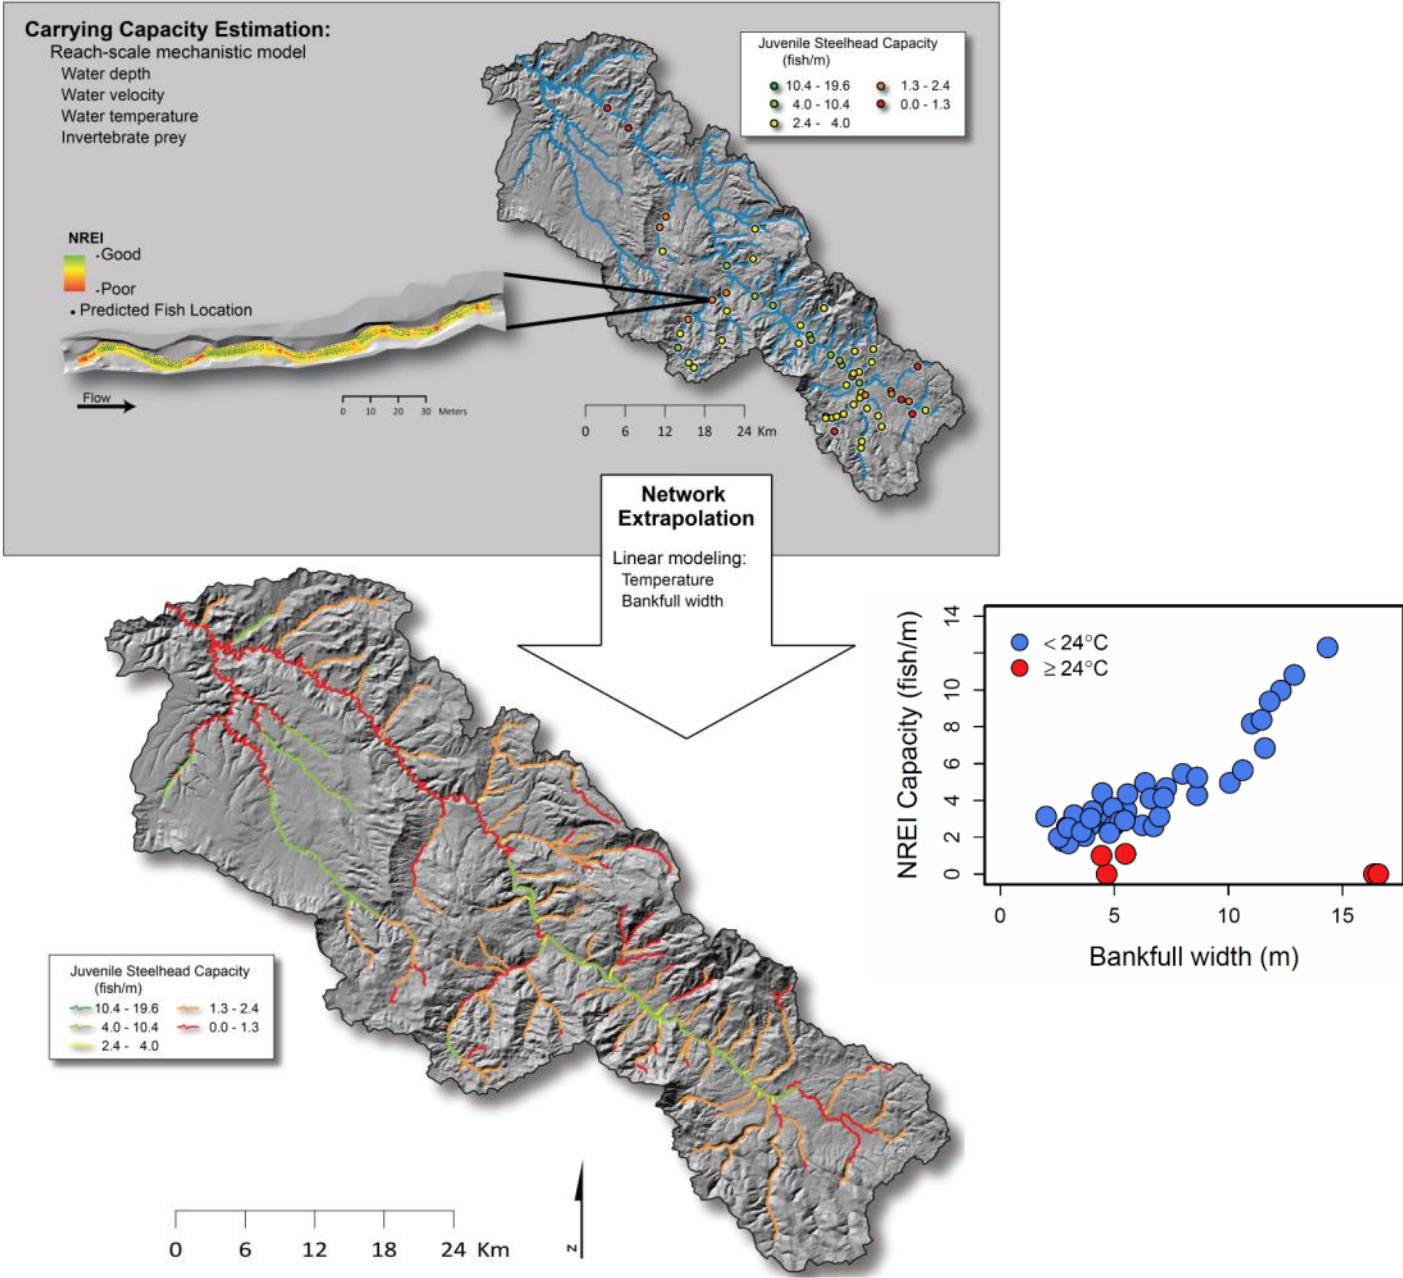 Carrying Capacity Estimation:
Reach-scale mechanistic model
Water depth
Water velocity
Water temperature
Invertebrate prey
Juvenile Steelhead Capacity
(fish/m)
10.4 - 19.6
1.3 - 2.4
4.0 - 10.4
0.0 - 1.3
2.4 - 4.0
NREI
-Good
-Poor
• Predicted Fish Location
Flow
0 10 20 30 Meters
0 6 12 18 24 Km
Network
Extrapolation
Linear modeling:
Temperature
Bankfull width
NREI Capacity (fish/m)
14
10
8
6
4
2
0
< 24°C
≥ 24°C
0 5 10 15
Bankfull width (m)
Juvenile Steelhead Capacity
(fish/m)
10.4 - 19.6
1.3 - 2.4
4.0 - 10.4
0.0 - 1.3
2.4 - 4.0
0 6 12 18 24 Km
N